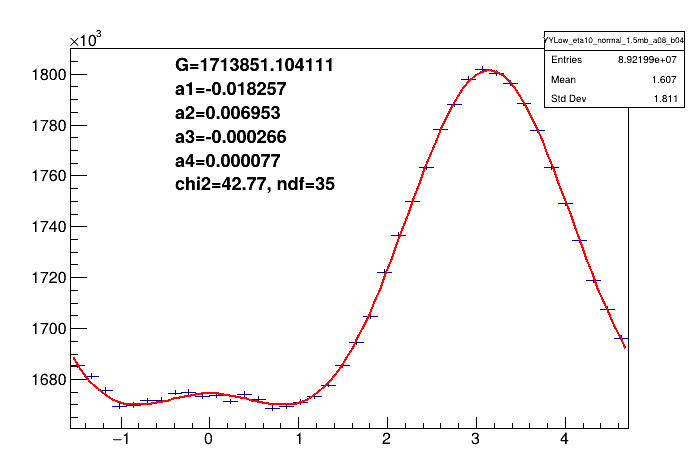 ×10³
YYLow_eta10_normal_1.5mb_a08_b04
Entries 8.92199e+07
Mean 1.607
Std Dev 1.811
G=1713851.104111
a1=-0.018257
a2=0.006953
a3=-0.000266
a4=0.000077
chi2=42.77, ndf=35
1800
1780
1760
1740
1720
1700
1680
−1 0 1 2 3 4